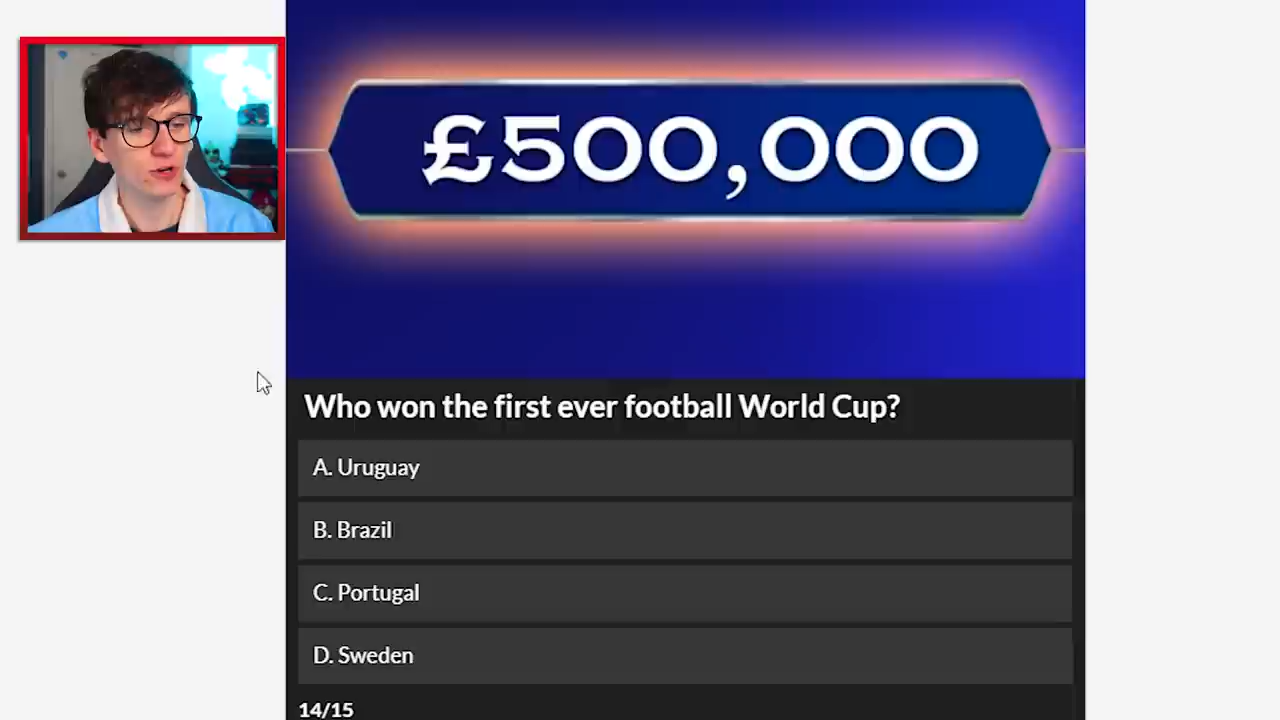 £500,000
Who won the first ever football World Cup?
A. Uruguay
B. Brazil
C. Portugal
D. Sweden
14/15